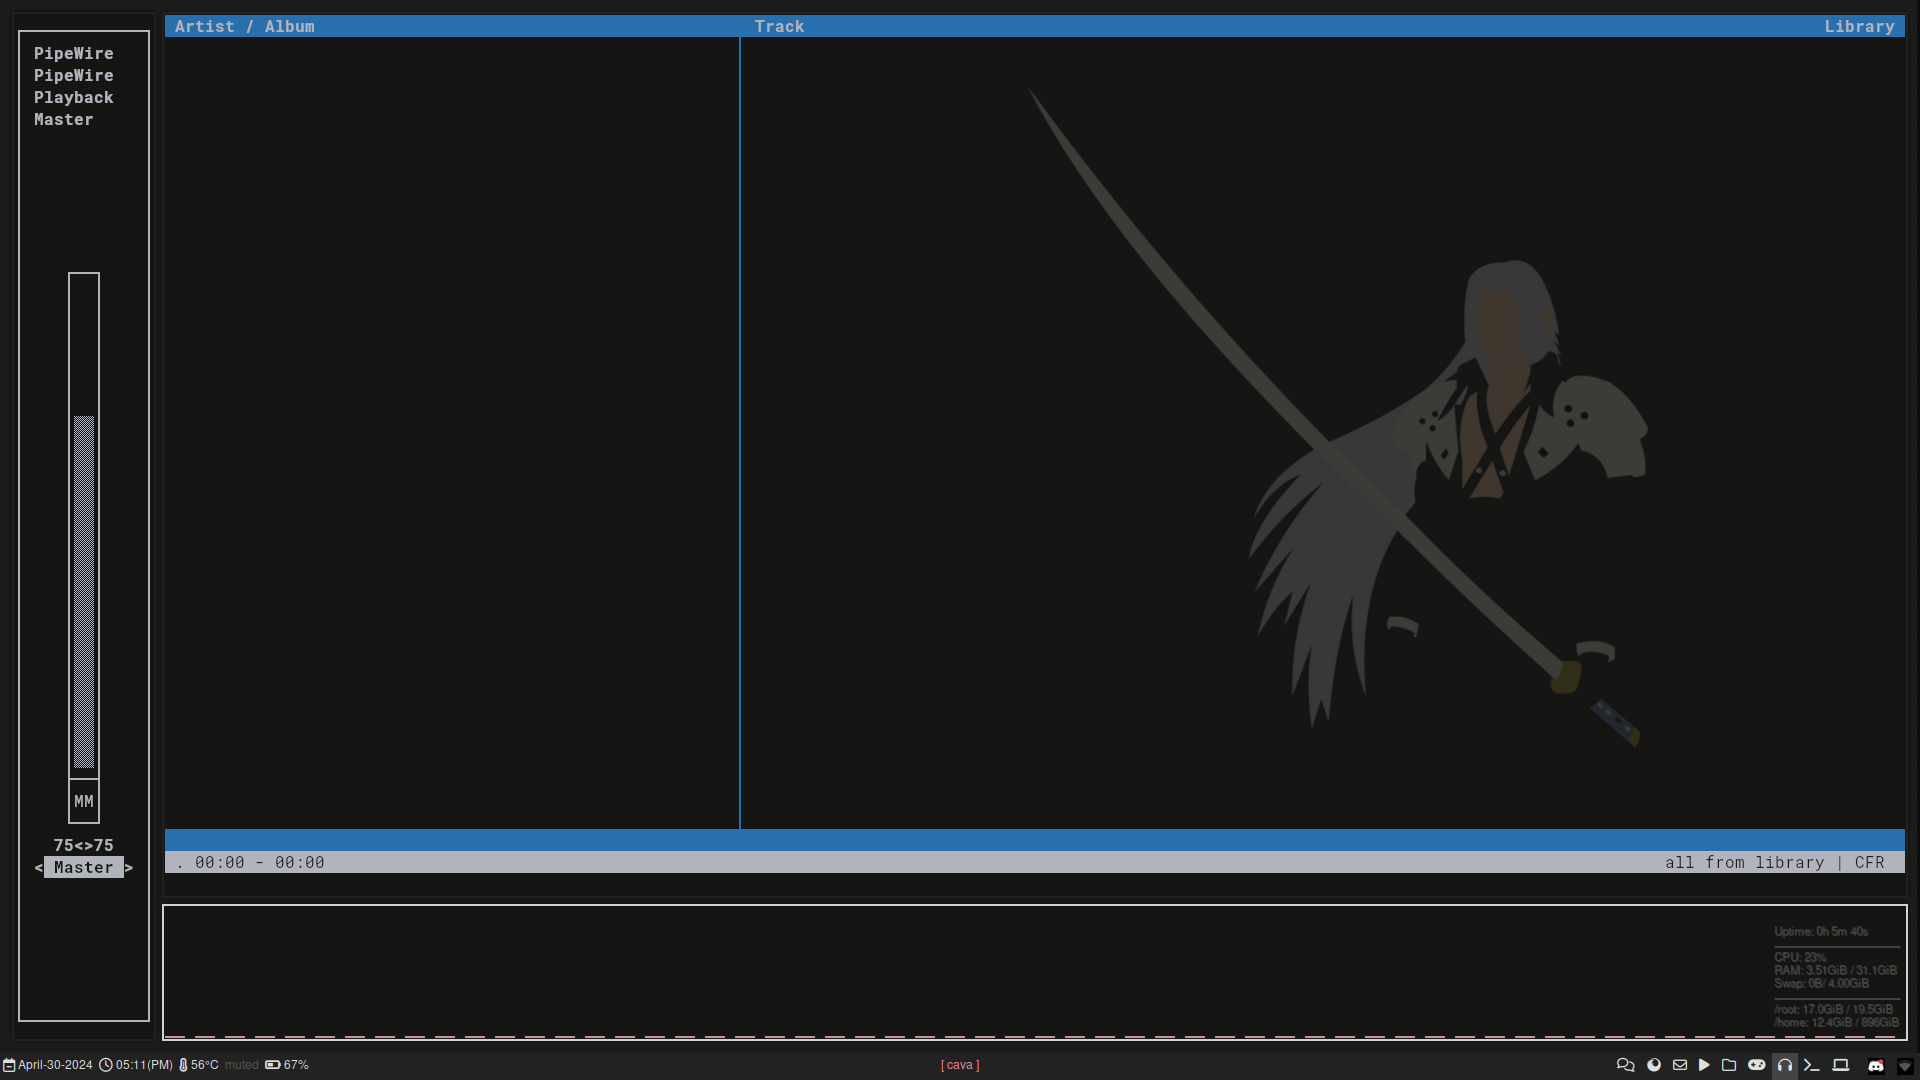 Artist / Album Track Library
PipeWire
PipeWire
Playback
Master
MM
75<>75
< Master >
. 00:00 - 00:00 all from library | CFR
Uptime: 0h 5m 40s
CPU: 23%
RAM: 3.51GiB / 31.1GiB
Swap: 0B/ 4.00GiB
/root: 17.0GiB / 19.5GiB
/home: 12.4GiB / 896GiB
April-30-2024 05:11(PM) 56°C muted 67% [ cava ]